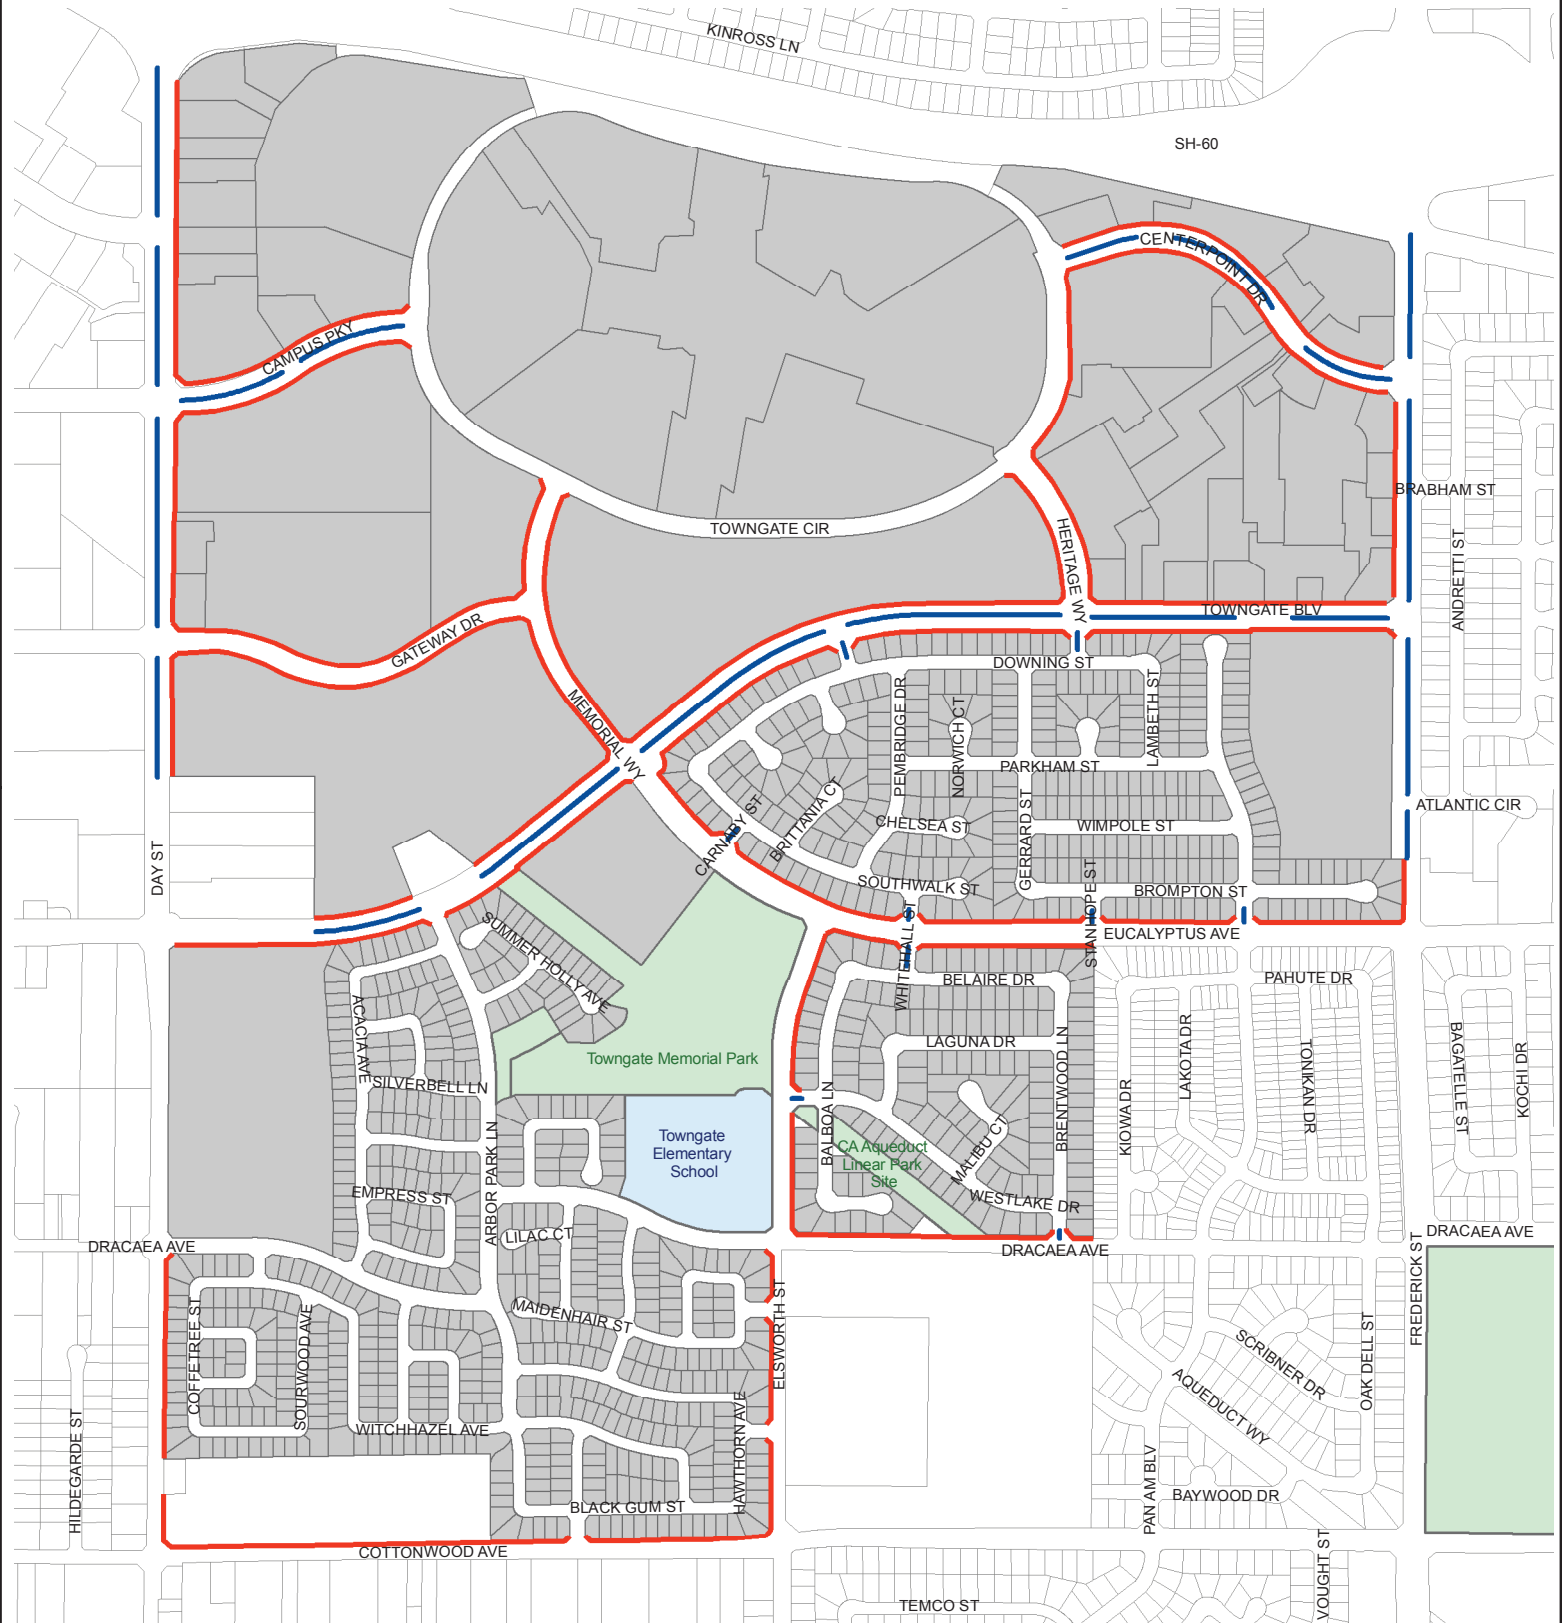 KINROSS LN
SH-60
CENTERPOINT DR
CAMPUS PKY
BRABHAM ST
TOWNGATE CIR
HERITAGE WY
ANDRETTI ST
TOWNGATE BLV
GATEWAY DR
DOWNING ST
MEMORIAL WY
PEMBRIDGE DR
NORWICH CT
LAMBETH ST
PARKHAM ST
ATLANTIC CIR
CARNABY ST
BRITTANIA CT
CHELSEA ST
GERRARD ST
WIMPOLE ST
DAY ST
SOUTHWALK ST
STANHOPE ST
BROMPTON ST
SUMMER HOLLY AVE
WHITEHALL ST
EUCALYPTUS AVE
BELAIRE DR
PAHUTE DR
ACACIA AVE
LAGUNA DR
BRENTWOOD LN
LAKOTA DR
TONIKAN DR
BAGATELLE ST
KOCHI DR
Towngate Memorial Park
SILVERBELL LN
BALBOA LN
KIOWA DR
Towngate
Elementary
School
CA Aqueduct
Linear Park
Site
MALIBU CT
ARBOR PARK LN
EMPRESS ST
WESTLAKE DR
LILAC CT
DRACAEA AVE
DRACAEA AVE
DRACAEA AVE
FREDERICK ST
MAIDENHAIR ST
ELSWORTH ST
COFFETREE ST
SOURWOOD AVE
SCRIBNER DR
OAK DELL ST
AQUEDUCT WY
HILDEGARDE ST
WITCHHAZEL AVE
HAWTHORN AVE
PAN AM BLV
BAYWOOD DR
BLACK GUM ST
COTTONWOOD AVE
VOUGHT ST
TEMCO ST